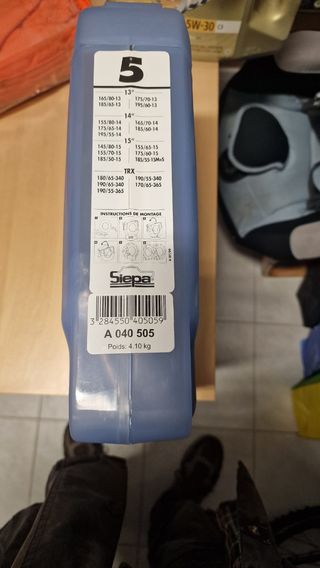 5W-30 C3
5
13"
165/80-13 175/70-13
185/65-13 195/60-13
14"
155/80-14 165/70-14
175/65-14 185/60-14
195/55-14
15"
145/80-15 155/65-15
155/70-15 175/60-15
185/50-15 185/55-15M+S
TRX
180/65-340 190/55-340
190/65-340 170/65-365
190/55-365
INSTRUCTIONS DE MONTAGE
Siepa
3 284550 405059
A 040 505
Poids: 4.10 kg